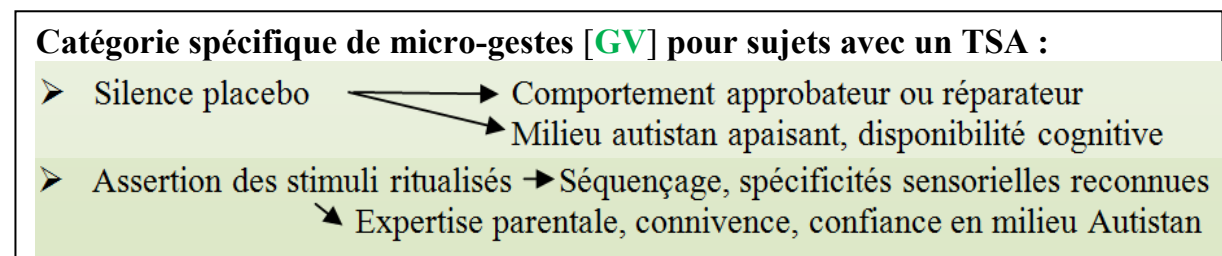 Catégorie spécifique de micro-gestes [GV] pour sujets avec un TSA :
➢ Silence placebo → Comportement approbateur ou réparateur
Milieu autistan apaisant, disponibilité cognitive
➢ Assertion des stimuli ritualisés → Séquençage, spécificités sensorielles reconnues
Expertise parentale, connivence, confiance en milieu Autistan